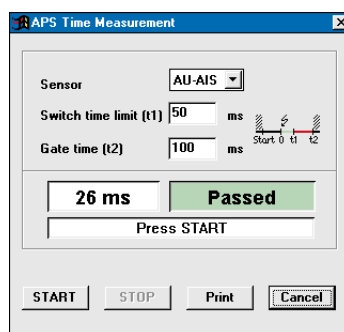 APS Time Measurement
Sensor AU-AIS
Switch time limit (t1) 50 ms
Gate time (t2) 100 ms
Start 0 t1 t2
26 ms Passed
Press START
START STOP Print Cancel